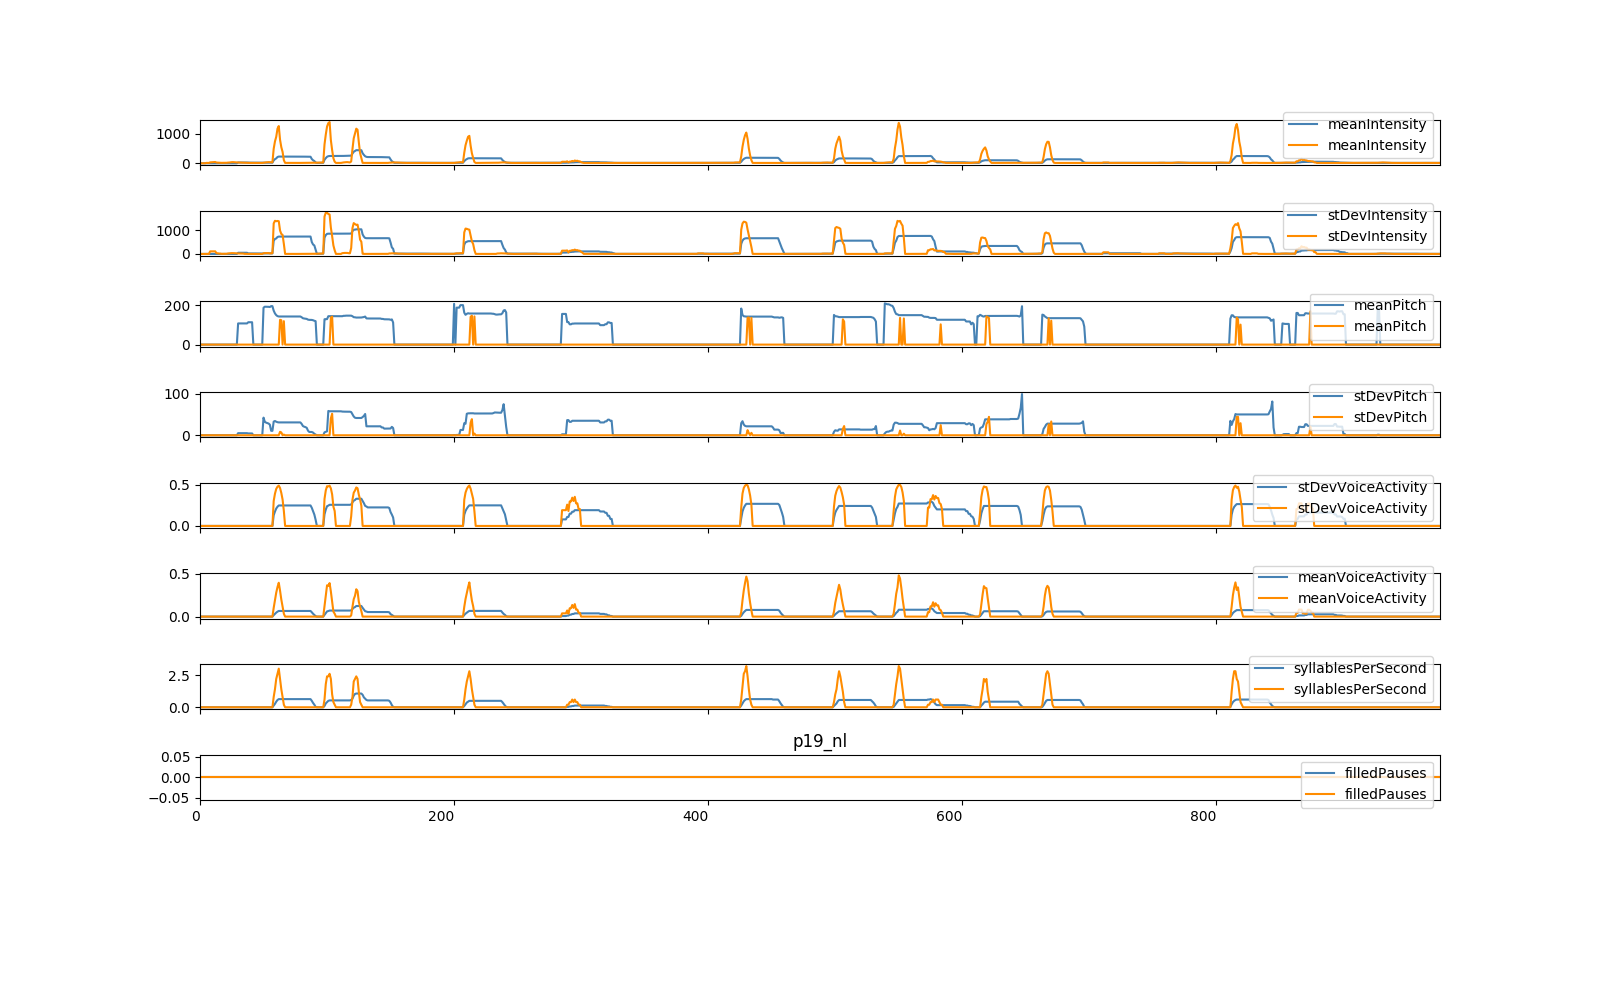 1000
0
meanIntensity
meanIntensity
1000
0
stDevIntensity
stDevIntensity
200
0
meanPitch
meanPitch
100
0
stDevPitch
stDevPitch
0.5
0.0
stDevVoiceActivity
stDevVoiceActivity
0.5
0.0
meanVoiceActivity
meanVoiceActivity
2.5
0.0
syllablesPerSecond
syllablesPerSecond
p19_nl
0.05
0.00
−0.05
filledPauses
filledPauses
0 200 400 600 800